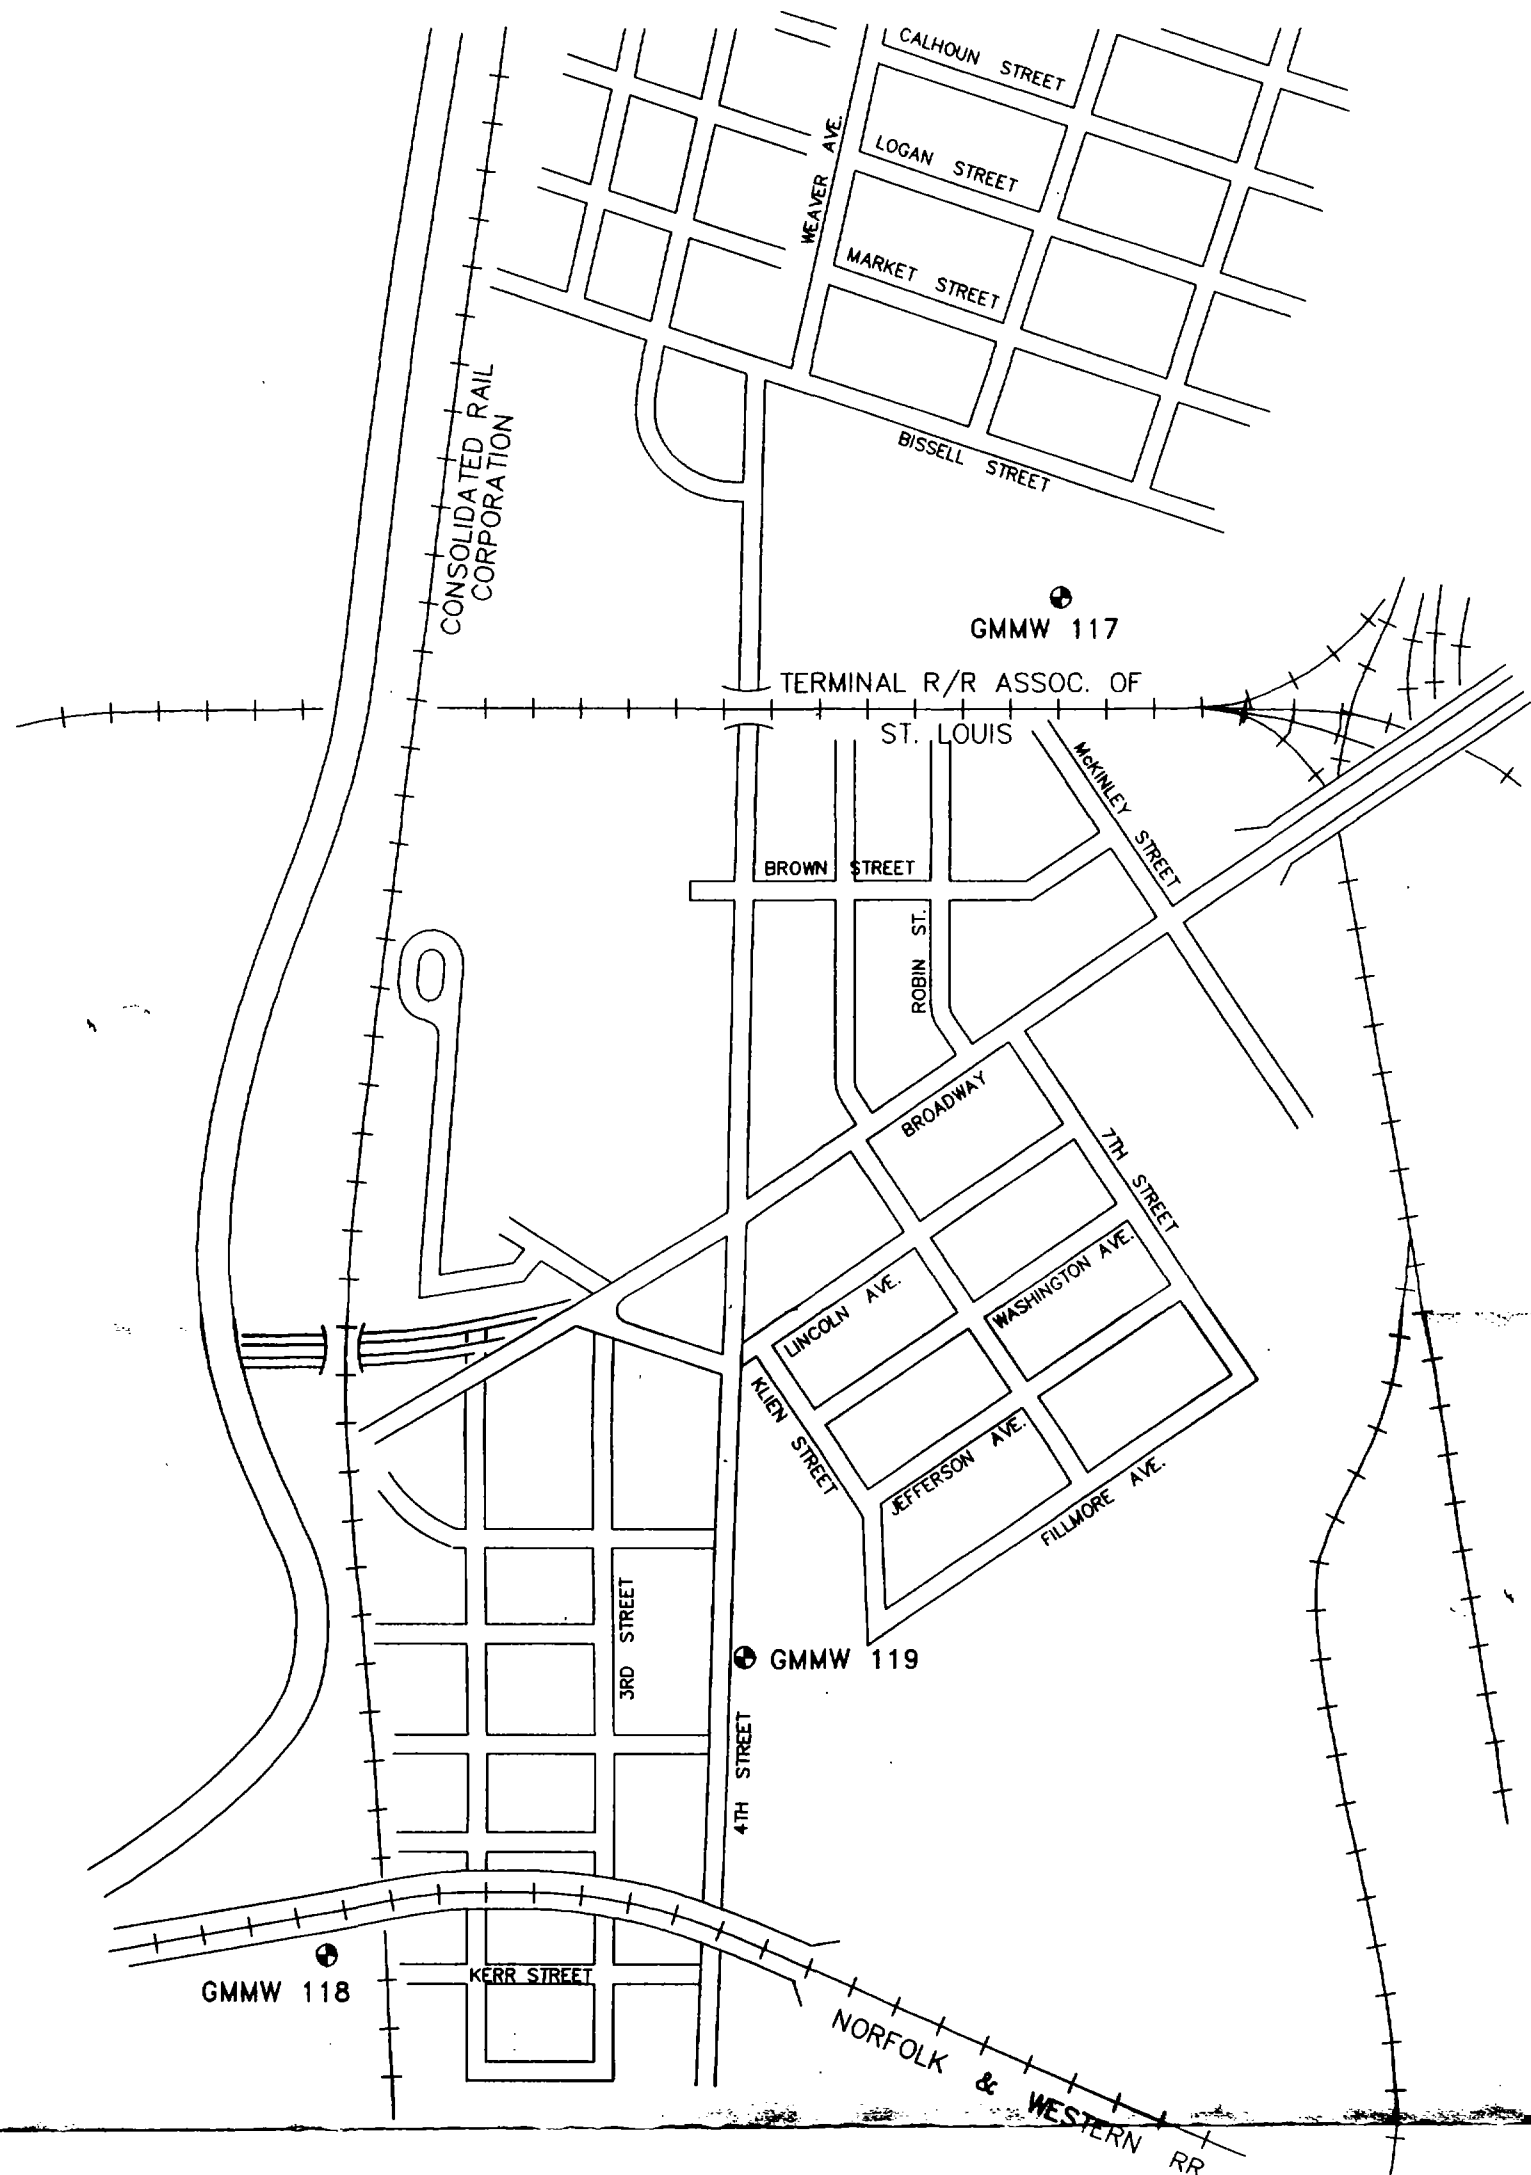 CALHOUN STREET
WEAVER AVE.
LOGAN STREET
MARKET STREET
CONSOLIDATED RAIL
CORPORATION
BISSELL STREET
GMMW 117
TERMINAL R/R ASSOC. OF
ST. LOUIS
McKINLEY STREET
BROWN STREET
ROBIN ST.
BROADWAY
7TH STREET
LINCOLN AVE.
WASHINGTON AVE.
KLIEN STREET
JEFFERSON AVE.
FILLMORE AVE.
3RD STREET
GMMW 119
4TH STREET
GMMW 118
KERR STREET
NORFOLK & WESTERN RR